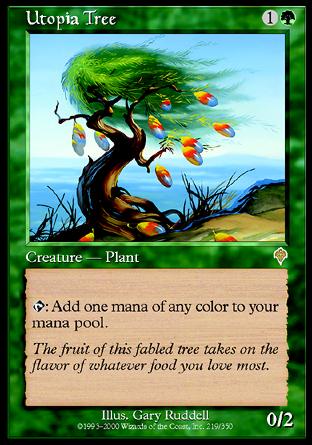 Utopia Tree 1
Creature — Plant
: Add one mana of any color to your
mana pool.
The fruit of this fabled tree takes on the
flavor of whatever food you love most.
Illus. Gary Ruddell
©1993–2000 Wizards of the Coast, Inc. 219/350
0/2